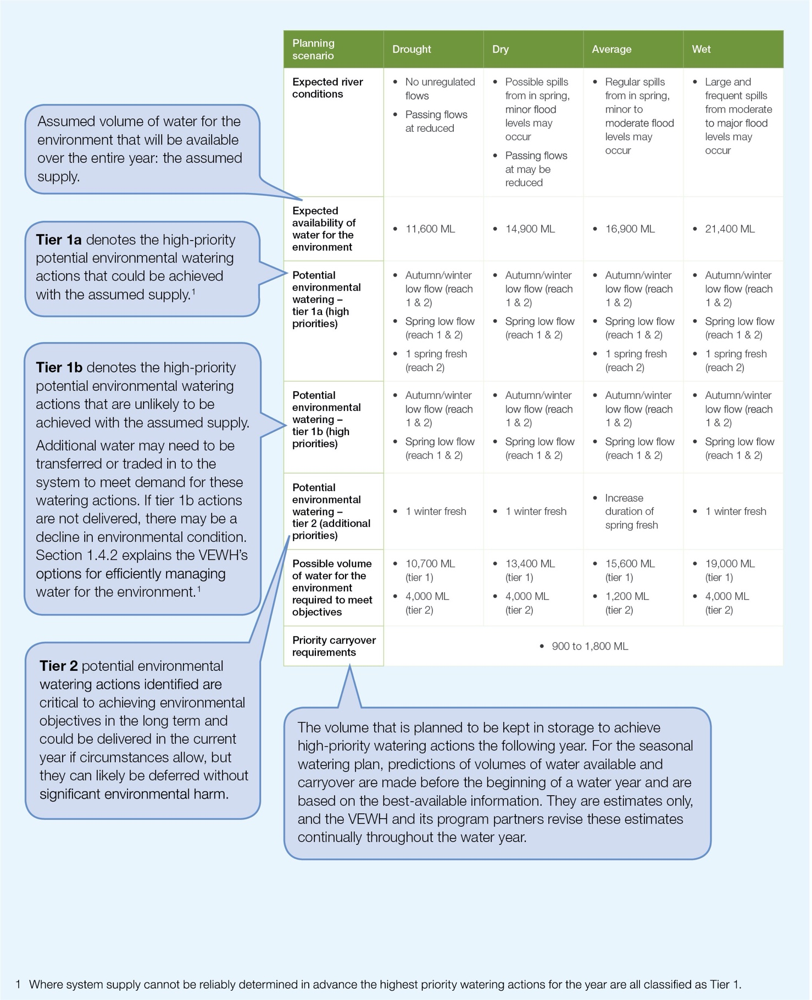 Planning
scenario
Drought
Dry
Average
Wet
Expected river
conditions
• No unregulated
flows
• Passing flows
at reduced
• Possible spills
from in spring,
minor flood
levels may
occur
• Passing flows
at may be
reduced
• Regular spills
from in spring,
minor to
moderate flood
levels may
occur
• Large and
frequent spills
from moderate
to major flood
levels may
occur
Assumed volume of water for the
environment that will be available
over the entire year: the assumed
supply.
Expected
availability of
water for the
environment
• 11,600 ML
• 14,900 ML
• 16,900 ML
• 21,400 ML
Tier 1a denotes the high-priority
potential environmental watering
actions that could be achieved
with the assumed supply.1
Potential
environmental
watering –
tier 1a (high
priorities)
• Autumn/winter
low flow (reach
1 & 2)
• Spring low flow
(reach 1 & 2)
• 1 spring fresh
(reach 2)
• Autumn/winter
low flow (reach
1 & 2)
• Spring low flow
(reach 1 & 2)
• Autumn/winter
low flow (reach
1 & 2)
• Spring low flow
(reach 1 & 2)
• 1 spring fresh
(reach 2)
• Autumn/winter
low flow (reach
1 & 2)
• Spring low flow
(reach 1 & 2)
• 1 spring fresh
(reach 2)
Tier 1b denotes the high-priority
potential environmental watering
actions that are unlikely to be
achieved with the assumed supply.
Additional water may need to be
transferred or traded in to the
system to meet demand for these
watering actions. If tier 1b actions
are not delivered, there may be a
decline in environmental condition.
Section 1.4.2 explains the VEWH’s
options for efficiently managing
water for the environment.1
Potential
environmental
watering –
tier 1b (high
priorities)
• Autumn/winter
low flow (reach
1 & 2)
• Spring low flow
(reach 1 & 2)
• Autumn/winter
low flow (reach
1 & 2)
• Spring low flow
(reach 1 & 2)
• Autumn/winter
low flow (reach
1 & 2)
• Spring low flow
(reach 1 & 2)
• Autumn/winter
low flow (reach
1 & 2)
• Spring low flow
(reach 1 & 2)
Potential
environmental
watering –
tier 2 (additional
priorities)
• 1 winter fresh
• 1 winter fresh
• Increase
duration of
spring fresh
• 1 winter fresh
Possible volume
of water for the
environment
required to meet
objectives
• 10,700 ML
(tier 1)
• 4,000 ML
(tier 2)
• 13,400 ML
(tier 1)
• 4,000 ML
(tier 2)
• 15,600 ML
(tier 1)
• 1,200 ML
(tier 2)
• 19,000 ML
(tier 1)
• 4,000 ML
(tier 2)
Priority carryover
requirements
• 900 to 1,800 ML
Tier 2 potential environmental
watering actions identified are
critical to achieving environmental
objectives in the long term and
could be delivered in the current
year if circumstances allow, but
they can likely be deferred without
significant environmental harm.
The volume that is planned to be kept in storage to achieve
high-priority watering actions the following year. For the seasonal
watering plan, predictions of volumes of water available and
carryover are made before the beginning of a water year and are
based on the best-available information. They are estimates only,
and the VEWH and its program partners revise these estimates
continually throughout the water year.
1 Where system supply cannot be reliably determined in advance the highest priority watering actions for the year are all classified as Tier 1.